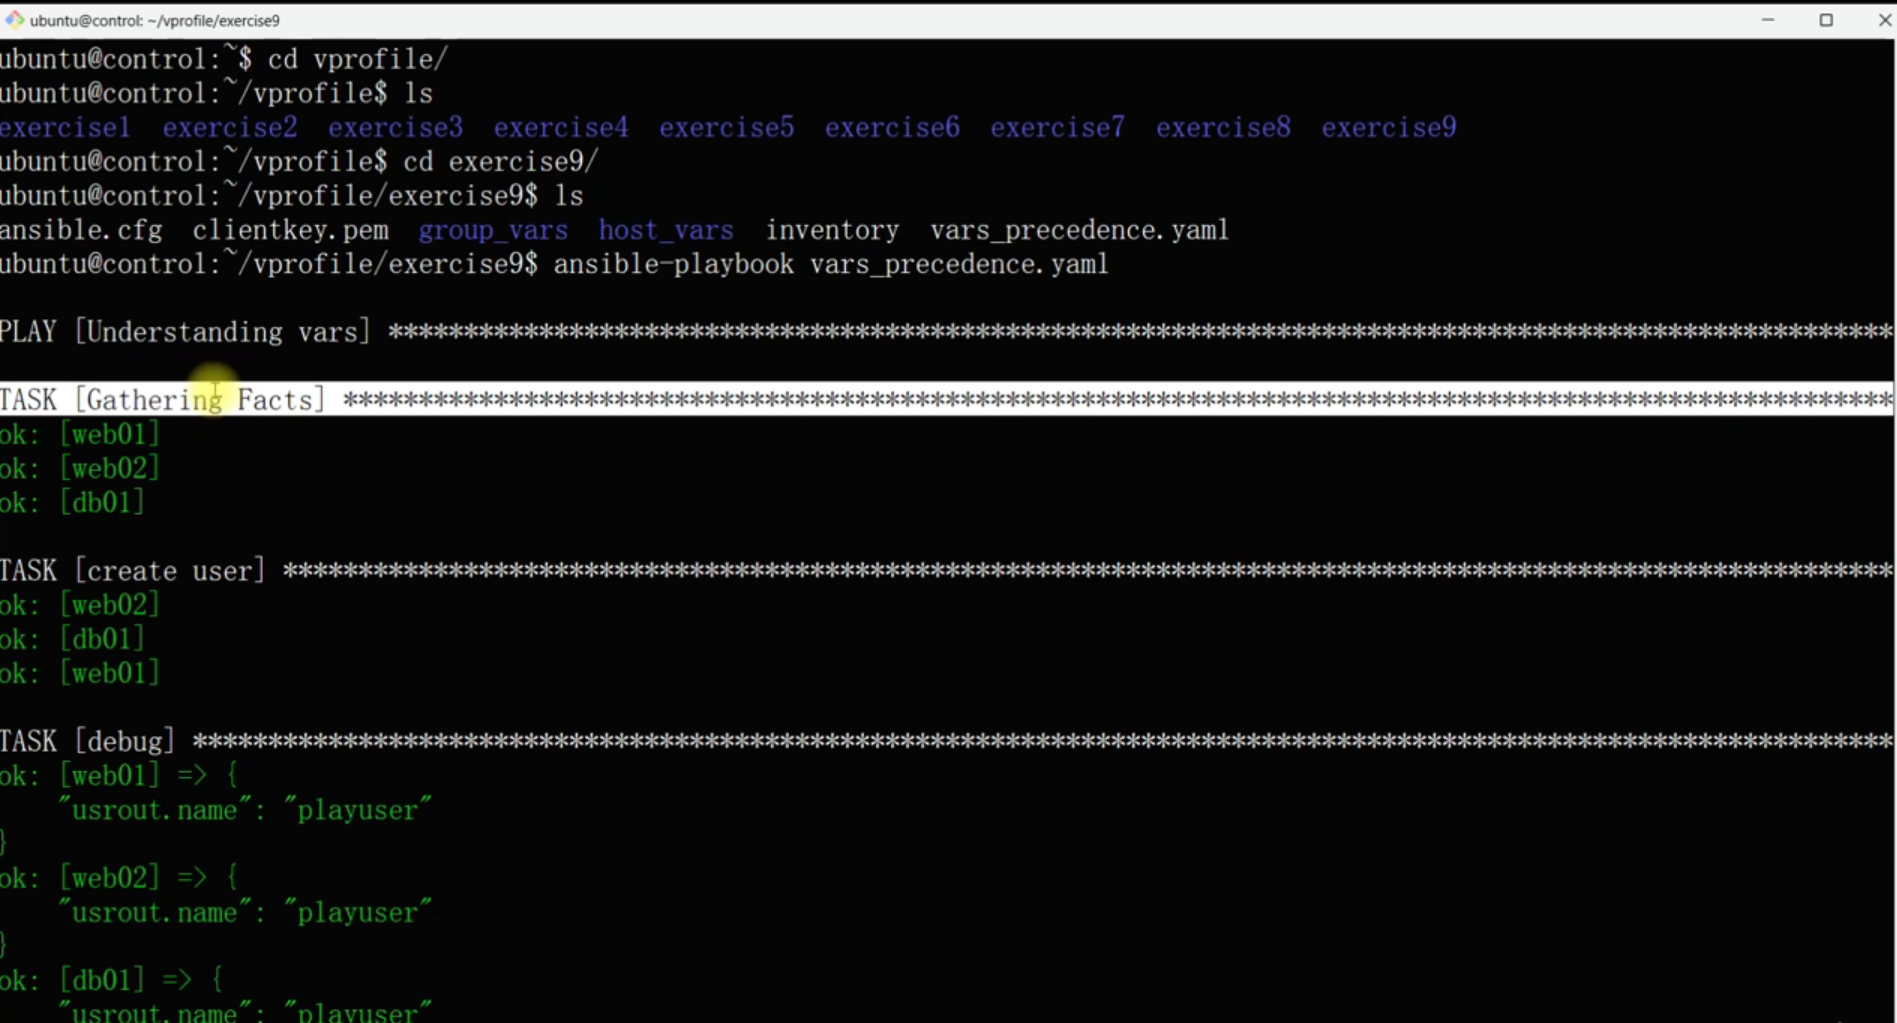 ubuntu@control: ~/vprofile/exercise9
ubuntu@control:~$ cd vprofile/
ubuntu@control:~/vprofile$ ls
exercise1 exercise2 exercise3 exercise4 exercise5 exercise6 exercise7 exercise8 exercise9
ubuntu@control:~/vprofile$ cd exercise9/
ubuntu@control:~/vprofile/exercise9$ ls
ansible.cfg clientkey.pem group_vars host_vars inventory vars_precedence.yaml
ubuntu@control:~/vprofile/exercise9$ ansible-playbook vars_precedence.yaml
PLAY [Understanding vars] ****************************************************************************************************
TASK [Gathering Facts] *******************************************************************************************************
ok: [web01]
ok: [web02]
ok: [db01]
TASK [create user] ***********************************************************************************************************
ok: [web02]
ok: [db01]
ok: [web01]
TASK [debug] *****************************************************************************************************************
ok: [web01] => {
"usrout.name": "playuser"
}
ok: [web02] => {
"usrout.name": "playuser"
}
ok: [db01] => {
"usrout.name": "playuser"